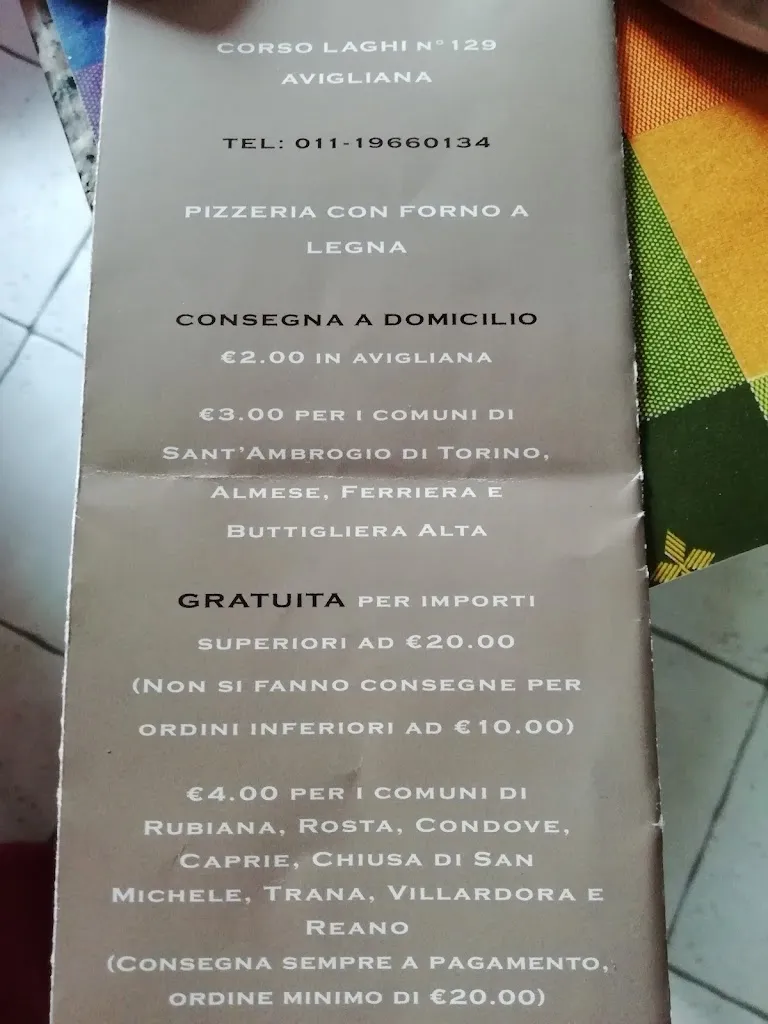 CORSO LAGHI N° 129
AVIGLIANA
TEL: 011-19660134
PIZZERIA CON FORNO A
LEGNA
CONSEGNA A DOMICILIO
€2.00 IN AVIGLIANA
€3.00 PER I COMUNI DI
SANT'AMBROGIO DI TORINO,
ALMESE, FERRIERA E
BUTTIGLIERA ALTA
GRATUITA PER IMPORTI
SUPERIORI AD €20.00
(NON SI FANNO CONSEGNE PER
ORDINI INFERIORI AD €10.00)
€4.00 PER I COMUNI DI
RUBIANA, ROSTA, CONDOVE,
CAPRIE, CHIUSA DI SAN
MICHELE, TRANA, VILLARDORA E
REANO
(CONSEGNA SEMPRE A PAGAMENTO,
ORDINE MINIMO DI €20.00)